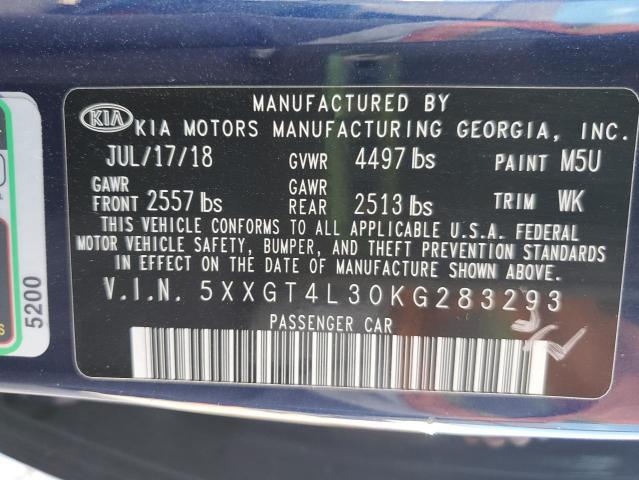 MANUFACTURED BY
KIA KIA MOTORS MANUFACTURING GEORGIA, INC.
JUL/17/18 GVWR 4497 lbs PAINT M5U
GAWR FRONT 2557 lbs GAWR REAR 2513 lbs TRIM WK
THIS VEHICLE CONFORMS TO ALL APPLICABLE U.S.A. FEDERAL
MOTOR VEHICLE SAFETY, BUMPER, AND THEFT PREVENTION STANDARDS
IN EFFECT ON THE DATE OF MANUFACTURE SHOWN ABOVE.
V.I.N. 5XXGT4L30KG283293
PASSENGER CAR
5200